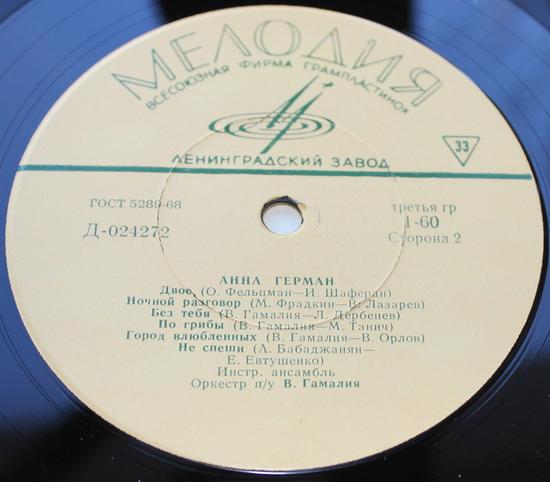 МЕЛОДИЯ
ВСЕСОЮЗНАЯ ФИРМА ГРАМПЛАСТИНОК
ЛЕНИНГРАДСКИЙ ЗАВОД
33
ГОСТ 5289-68
Д-024272
третья гр
1-60
Сторона 2
АННА ГЕРМАН
Двое (О. Фельцман—И. Шаферан)
Ночной разговор (М. Фрадкин—В. Лазарев)
Без тебя (В. Гамалия—Л. Дербенев)
По грибы (В. Гамалия—М. Танич)
Город влюбленных (В. Гамалия—В. Орлов)
Не спеши (А. Бабаджанян—
Е. Евтушенко)
Инстр. ансамбль
Оркестр п/у В. Гамалия